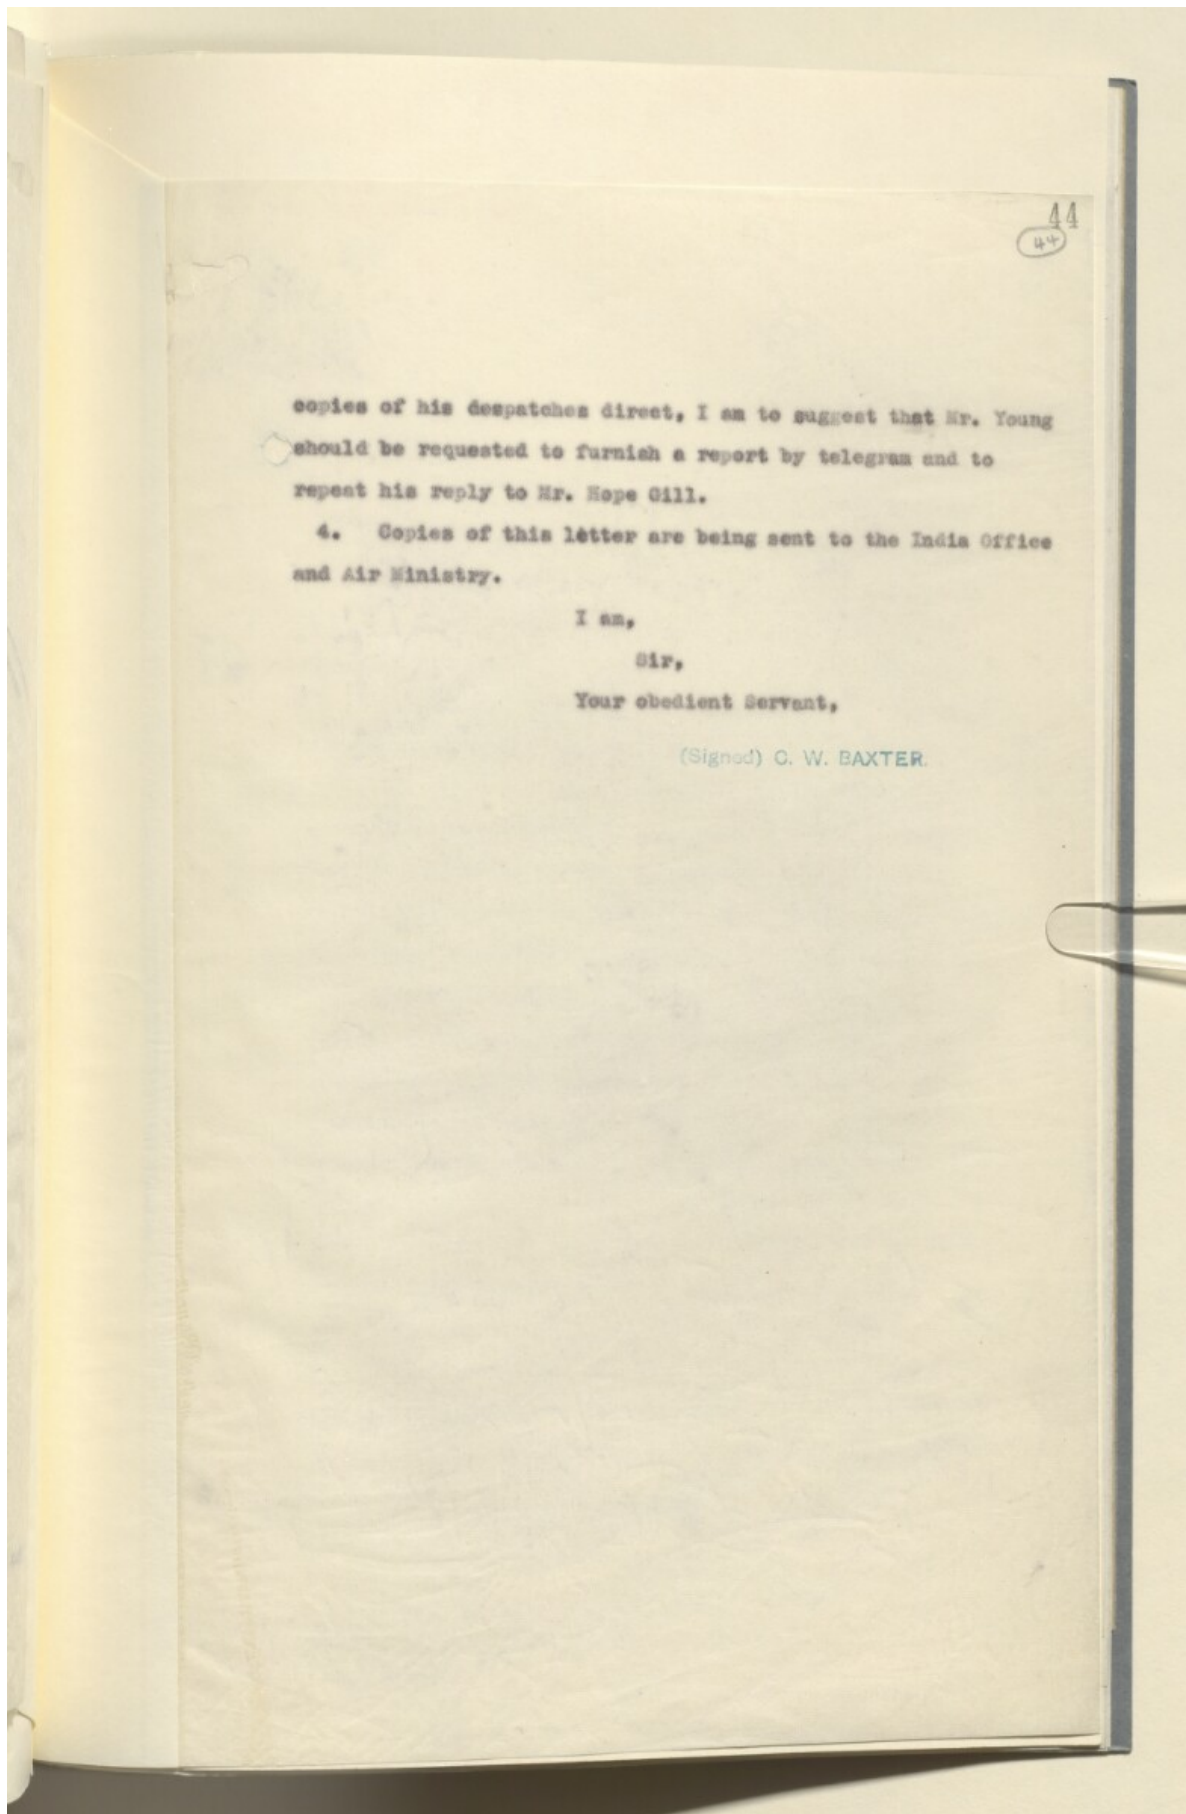 44
44
copies of his despatches direct, I am to suggest that Mr. Young
should be requested to furnish a report by telegram and to
repeat his reply to Mr. Hope Gill.
4. Copies of this letter are being sent to the India Office
and Air Ministry.
I am,
Sir,
Your obedient Servant,
(Signed) C. W. BAXTER.